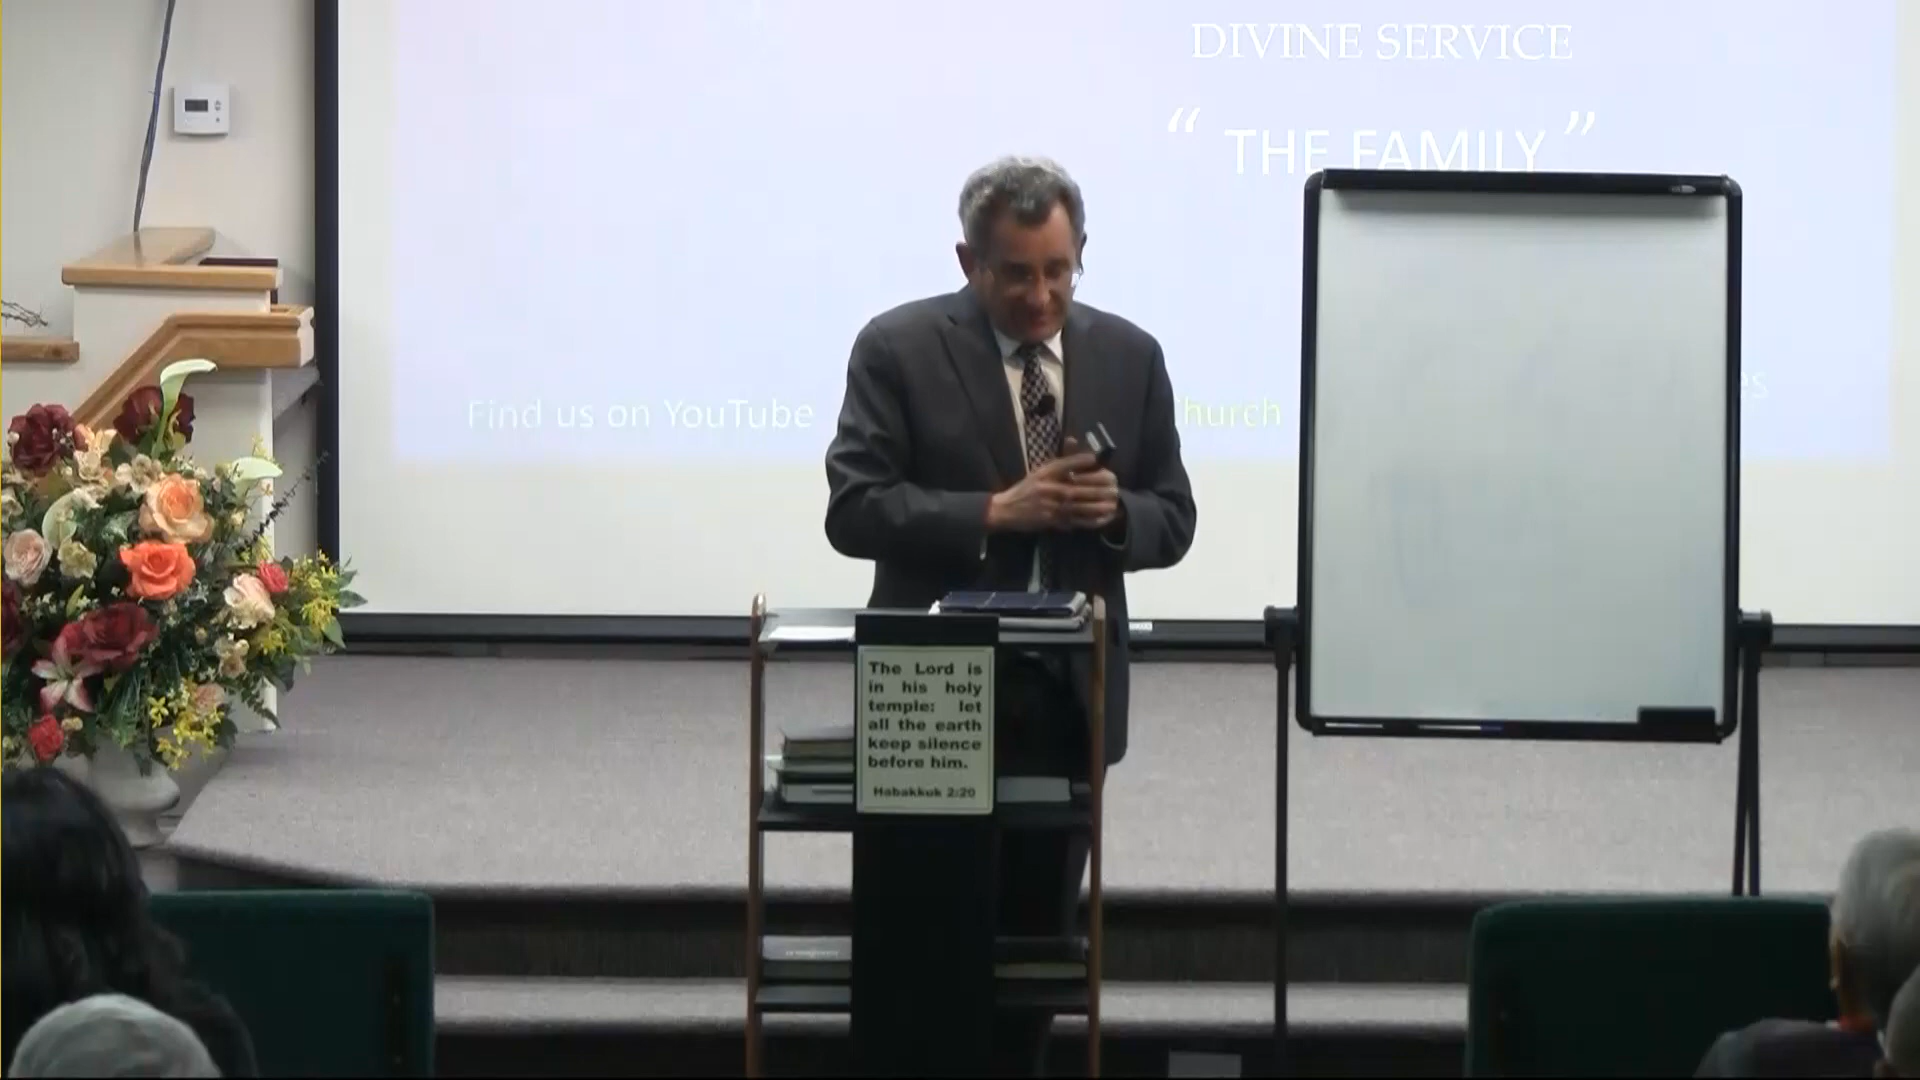 DIVINE SERVICE
“ THE FAMILY ”
Find us on YouTube
The Lord is
in his holy
temple: let
all the earth
keep silence
before him.
Habakkuk 2:20